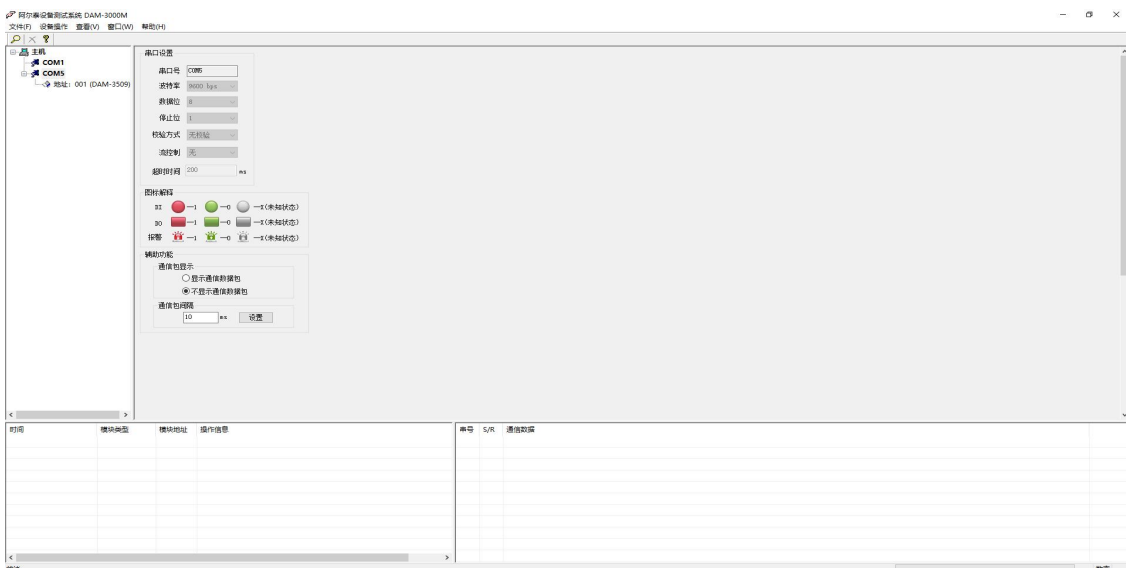 阿尔泰设备测试系统 DAM-3000M
文件(F) 设备操作 查看(V) 窗口(W) 帮助(H)
主机
COM1
COM5
地址：001 (DAM-3509)
串口设置
串口号 COM5
波特率 9600 bps
数据位 8
停止位 1
校验方式 无校验
流控制 无
超时时间 200 ms
图标解释
DI —1 —0 —X(未知状态)
DO —1 —0 —X(未知状态)
报警 —1 —0 —X(未知状态)
辅助功能
通信包显示
显示通信数据包
不显示通信数据包
通信包间隔
10 ms 设置
时间 模块类型 模块地址 操作信息
串号 S/R 通信数据